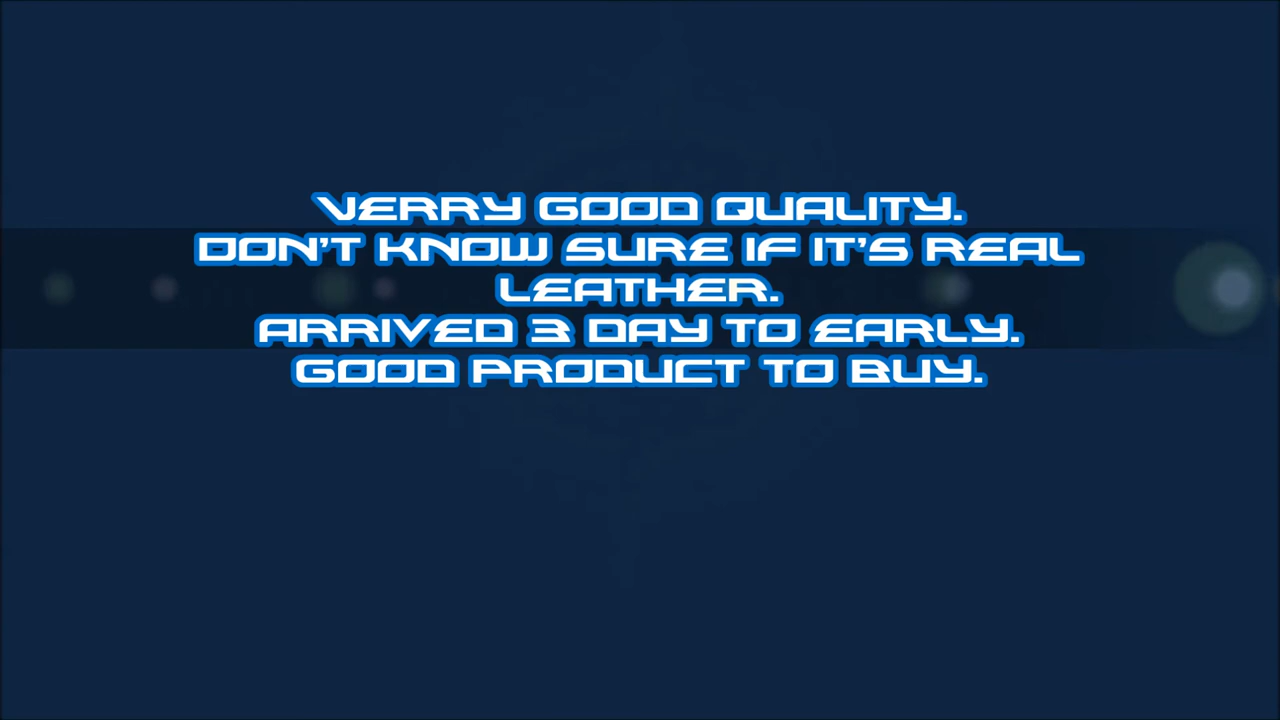 VERRY GOOD QUALITY.
DON'T KNOW SURE IF IT'S REAL
LEATHER.
ARRIVED 3 DAY TO EARLY.
GOOD PRODUCT TO BUY.